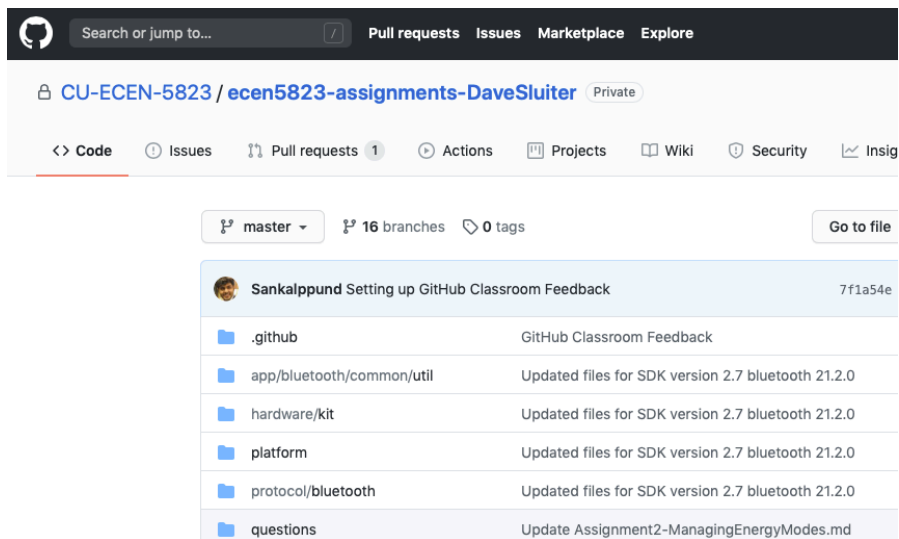 Search or jump to... / Pull requests Issues Marketplace Explore
CU-ECEN-5823 / ecen5823-assignments-DaveSluiter Private
<> Code Issues Pull requests 1 Actions Projects Wiki Security Insig
master 16 branches 0 tags Go to file
Sankalppund Setting up GitHub Classroom Feedback 7f1a54e
.github GitHub Classroom Feedback
app/bluetooth/common/util Updated files for SDK version 2.7 bluetooth 21.2.0
hardware/kit Updated files for SDK version 2.7 bluetooth 21.2.0
platform Updated files for SDK version 2.7 bluetooth 21.2.0
protocol/bluetooth Updated files for SDK version 2.7 bluetooth 21.2.0
questions Update Assignment2-ManagingEnergyModes.md